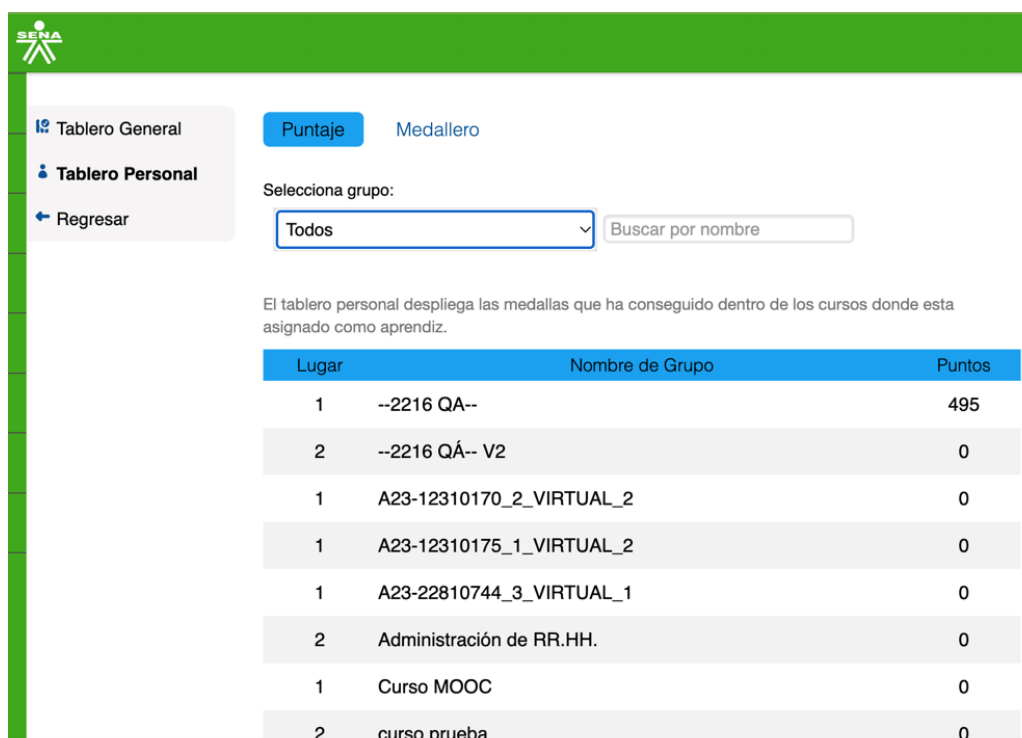 SENA
Tablero General
Tablero Personal
Regresar
Puntaje Medallero
Selecciona grupo:
Todos Buscar por nombre
El tablero personal despliega las medallas que ha conseguido dentro de los cursos donde esta
asignado como aprendiz.
Lugar Nombre de Grupo Puntos
1 --2216 QA-- 495
2 --2216 QÁ-- V2 0
1 A23-12310170_2_VIRTUAL_2 0
1 A23-12310175_1_VIRTUAL_2 0
1 A23-22810744_3_VIRTUAL_1 0
2 Administración de RR.HH. 0
1 Curso MOOC 0
2 curso prueba 0